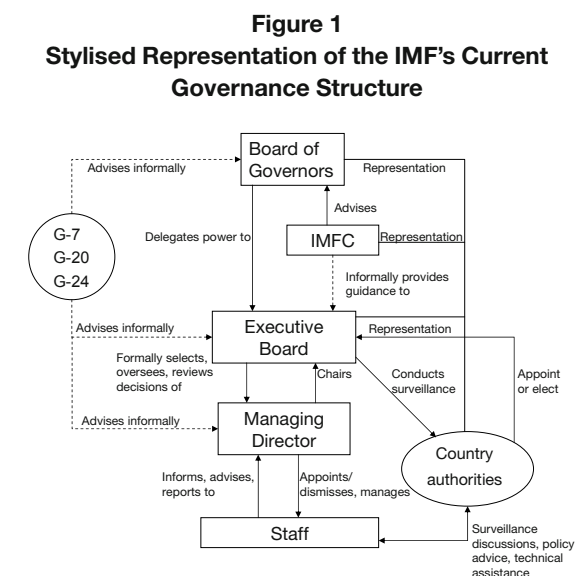 Figure 1
Stylised Representation of the IMF's Current
Governance Structure
Board of
Governors
Advises informally
Representation
G-7
G-20
G-24
Advises
Delegates power to
IMFC
Representation
Informally provides
guidance to
Advises informally
Executive
Board
Representation
Formally selects,
oversees, reviews
decisions of
Chairs
Conducts
surveillance
Appoint
or elect
Advises informally
Managing
Director
Country
authorities
Informs, advises,
reports to
Appoints/
dismisses, manages
Staff
Surveillance
discussions, policy
advice, technical
assistance